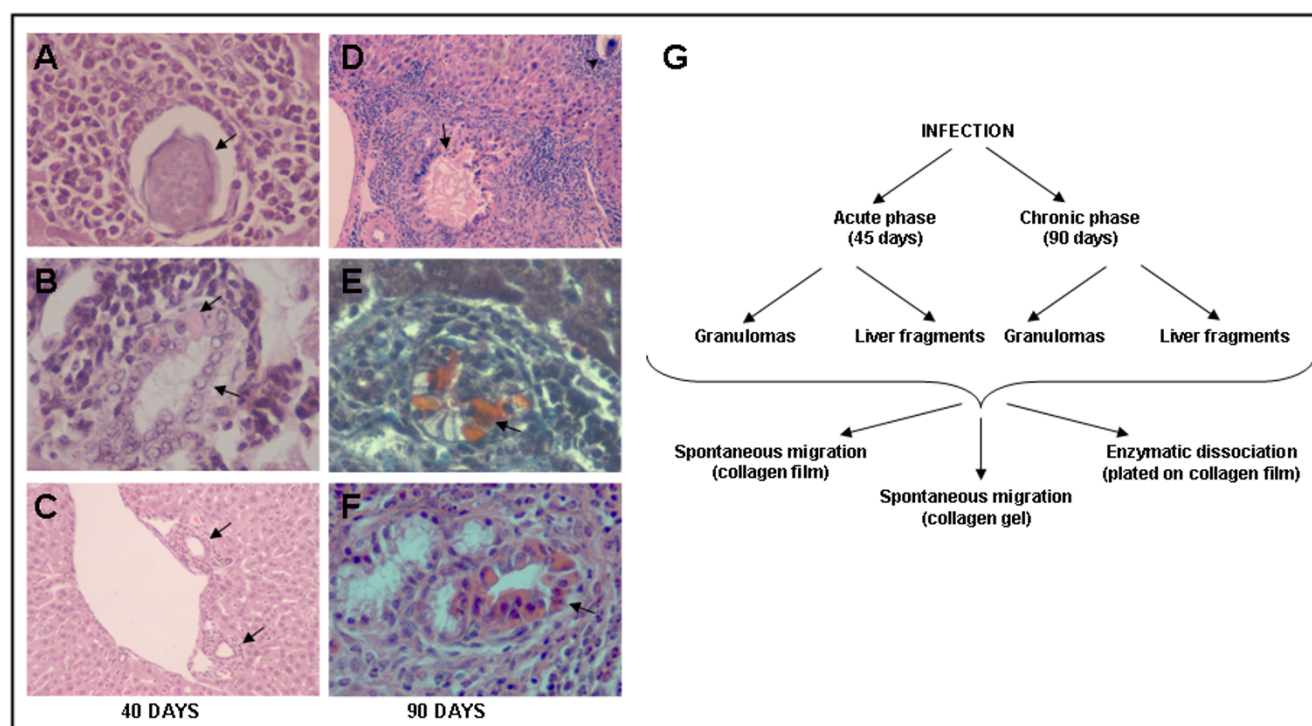 A
D
G
B
E
C
F
40 DAYS
90 DAYS
INFECTION
Acute phase
(45 days)
Chronic phase
(90 days)
Granulomas
Liver fragments
Granulomas
Liver fragments
Spontaneous migration
(collagen film)
Spontaneous migration
(collagen gel)
Enzymatic dissociation
(plated on collagen film)